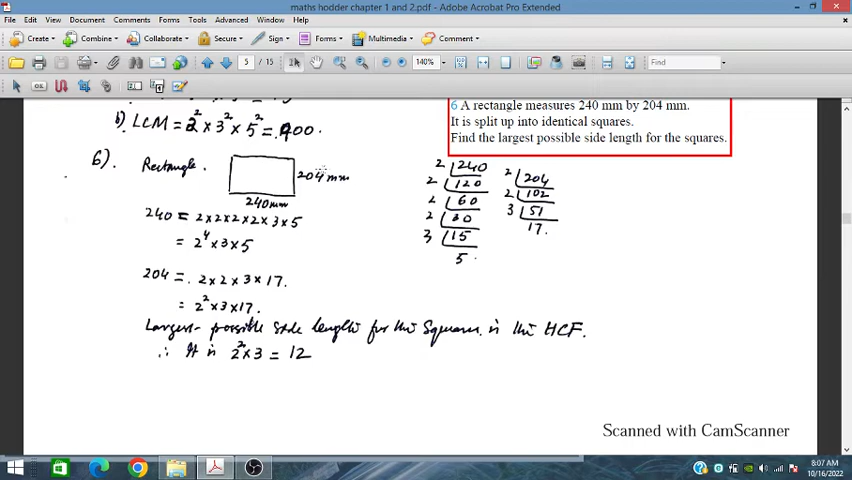 maths hodder chapter 1 and 2.pdf - Adobe Acrobat Pro Extended
File Edit View Document Comments Forms Tools Advanced Window Help
Create Combine Collaborate Secure Sign Forms Multimedia Comment
5 / 15 140% Find
b) LCM = 2² × 3² × 5² = 900.
6 A rectangle measures 240 mm by 204 mm.
It is split up into identical squares.
Find the largest possible side length for the squares.
6).
Rectangle.
204 mm
240mm
240 = 2×2×2×2×3×5
= 2⁴×3×5
204 = 2×2×3×17.
= 2²×3×17.
2 240
2 120
2 60
2 30
3 15
5
2 204
2 102
3 51
17.
Largest possible side length for the Square is the HCF.
∴ It is 2²×3 = 12
Scanned with CamScanner
8:07 AM
10/16/2022